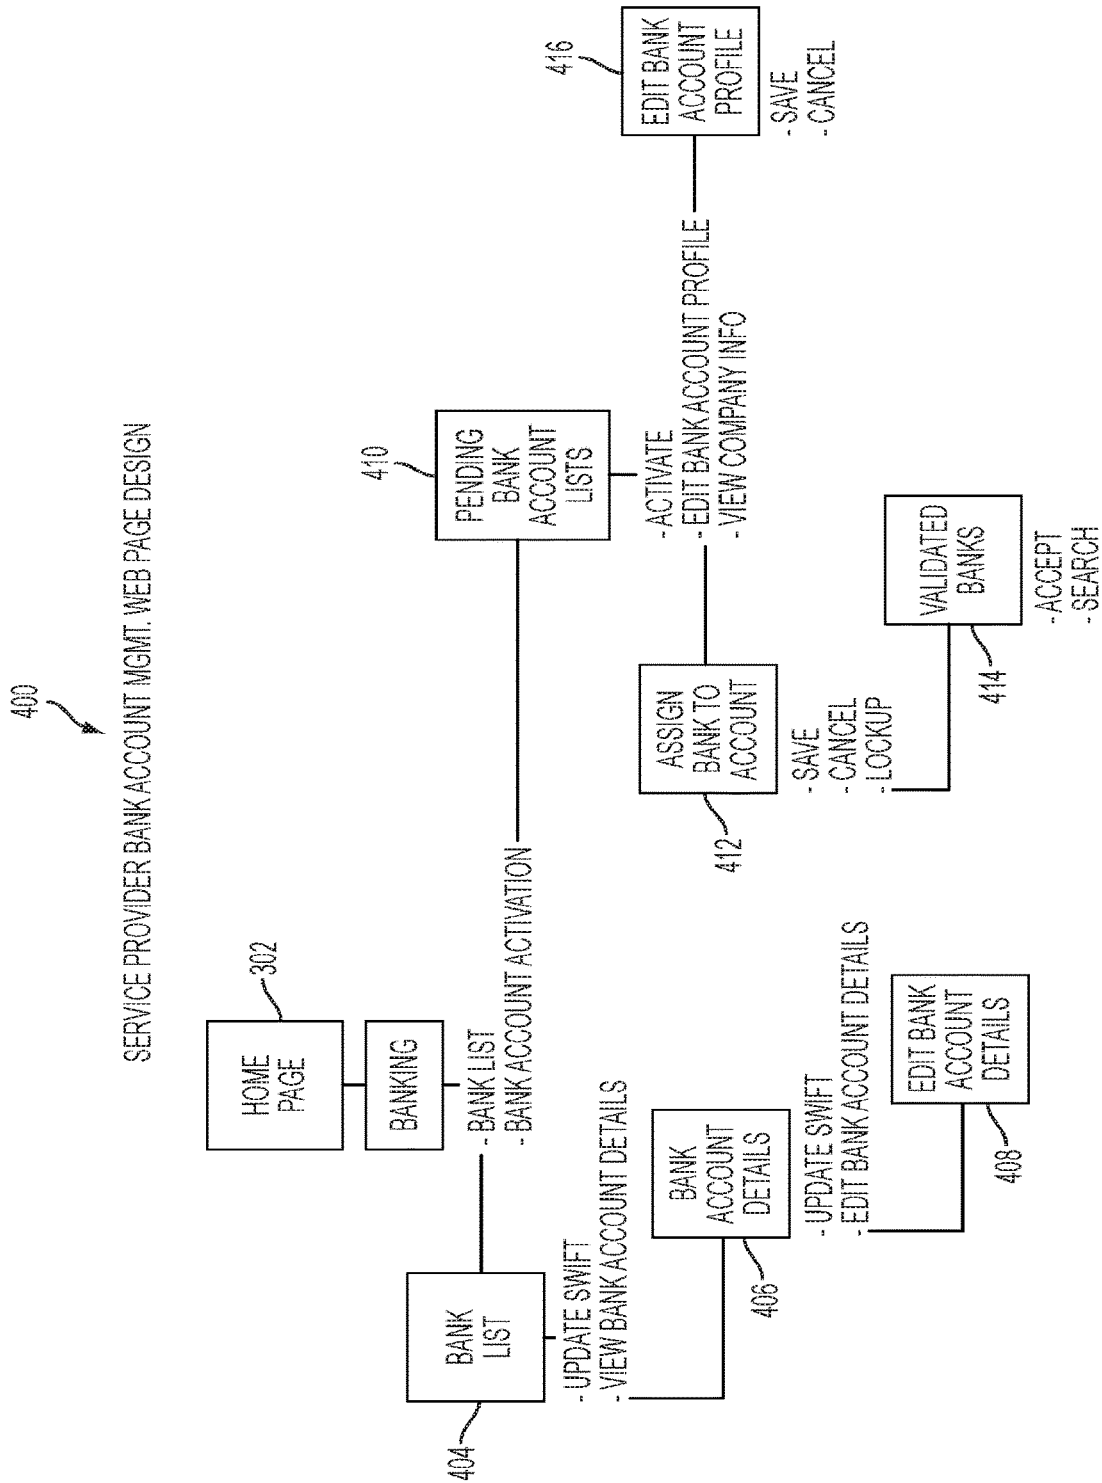 400
SERVICE PROVIDER BANK ACCOUNT MGMT. WEB PAGE DESIGN
HOME
PAGE
302
BANKING
- BANK LIST
- BANK ACCOUNT ACTIVATION
BANK
LIST
404
- UPDATE SWIFT
- VIEW BANK ACCOUNT DETAILS
BANK
ACCOUNT
DETAILS
406
- UPDATE SWIFT
- EDIT BANK ACCOUNT DETAILS
EDIT BANK
ACCOUNT
DETAILS
408
410
PENDING
BANK
ACCOUNT
LISTS
- ACTIVATE
- EDIT BANK ACCOUNT PROFILE
- VIEW COMPANY INFO
ASSIGN
BANK TO
ACCOUNT
412
- SAVE
- CANCEL
- LOCKUP
VALIDATED
BANKS
414
- ACCEPT
- SEARCH
416
EDIT BANK
ACCOUNT
PROFILE
- SAVE
- CANCEL